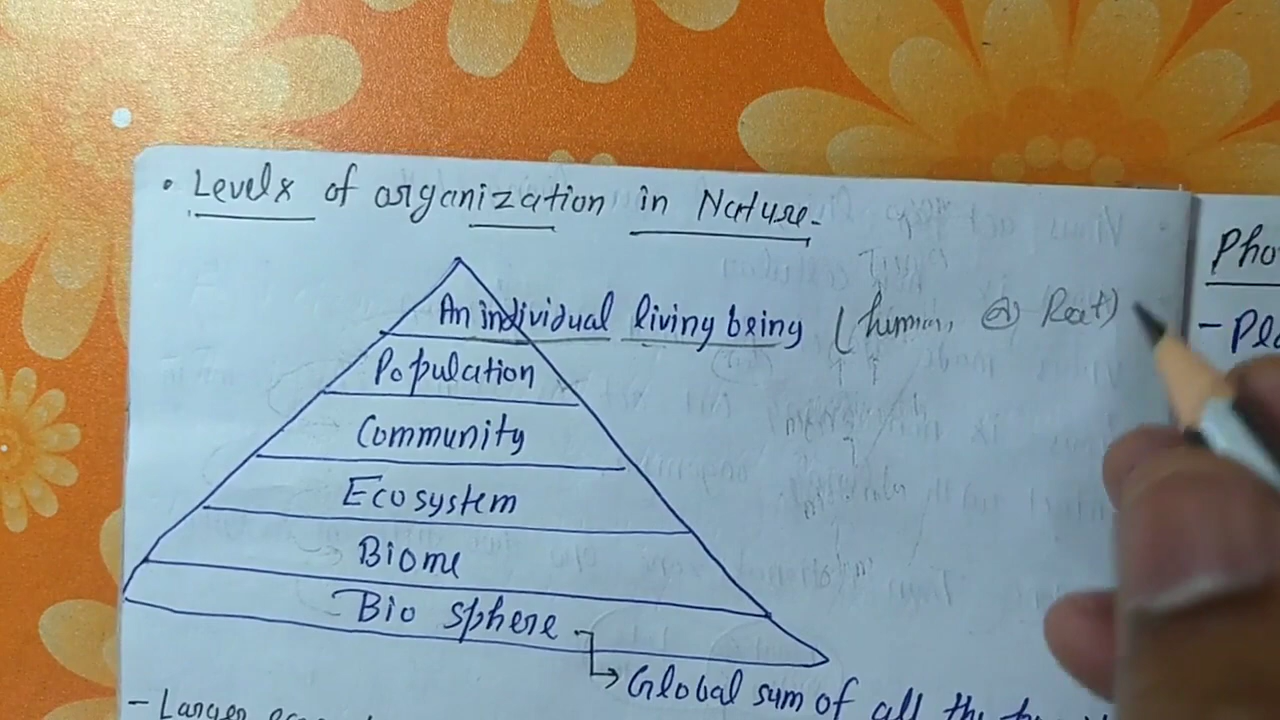 • Levels of organization in Nature.
An individual living being (human, or Rat)
Population
Community
Ecosystem
Biome
Bio sphere
Global sum of all the
- Larger
Pho
- Pla